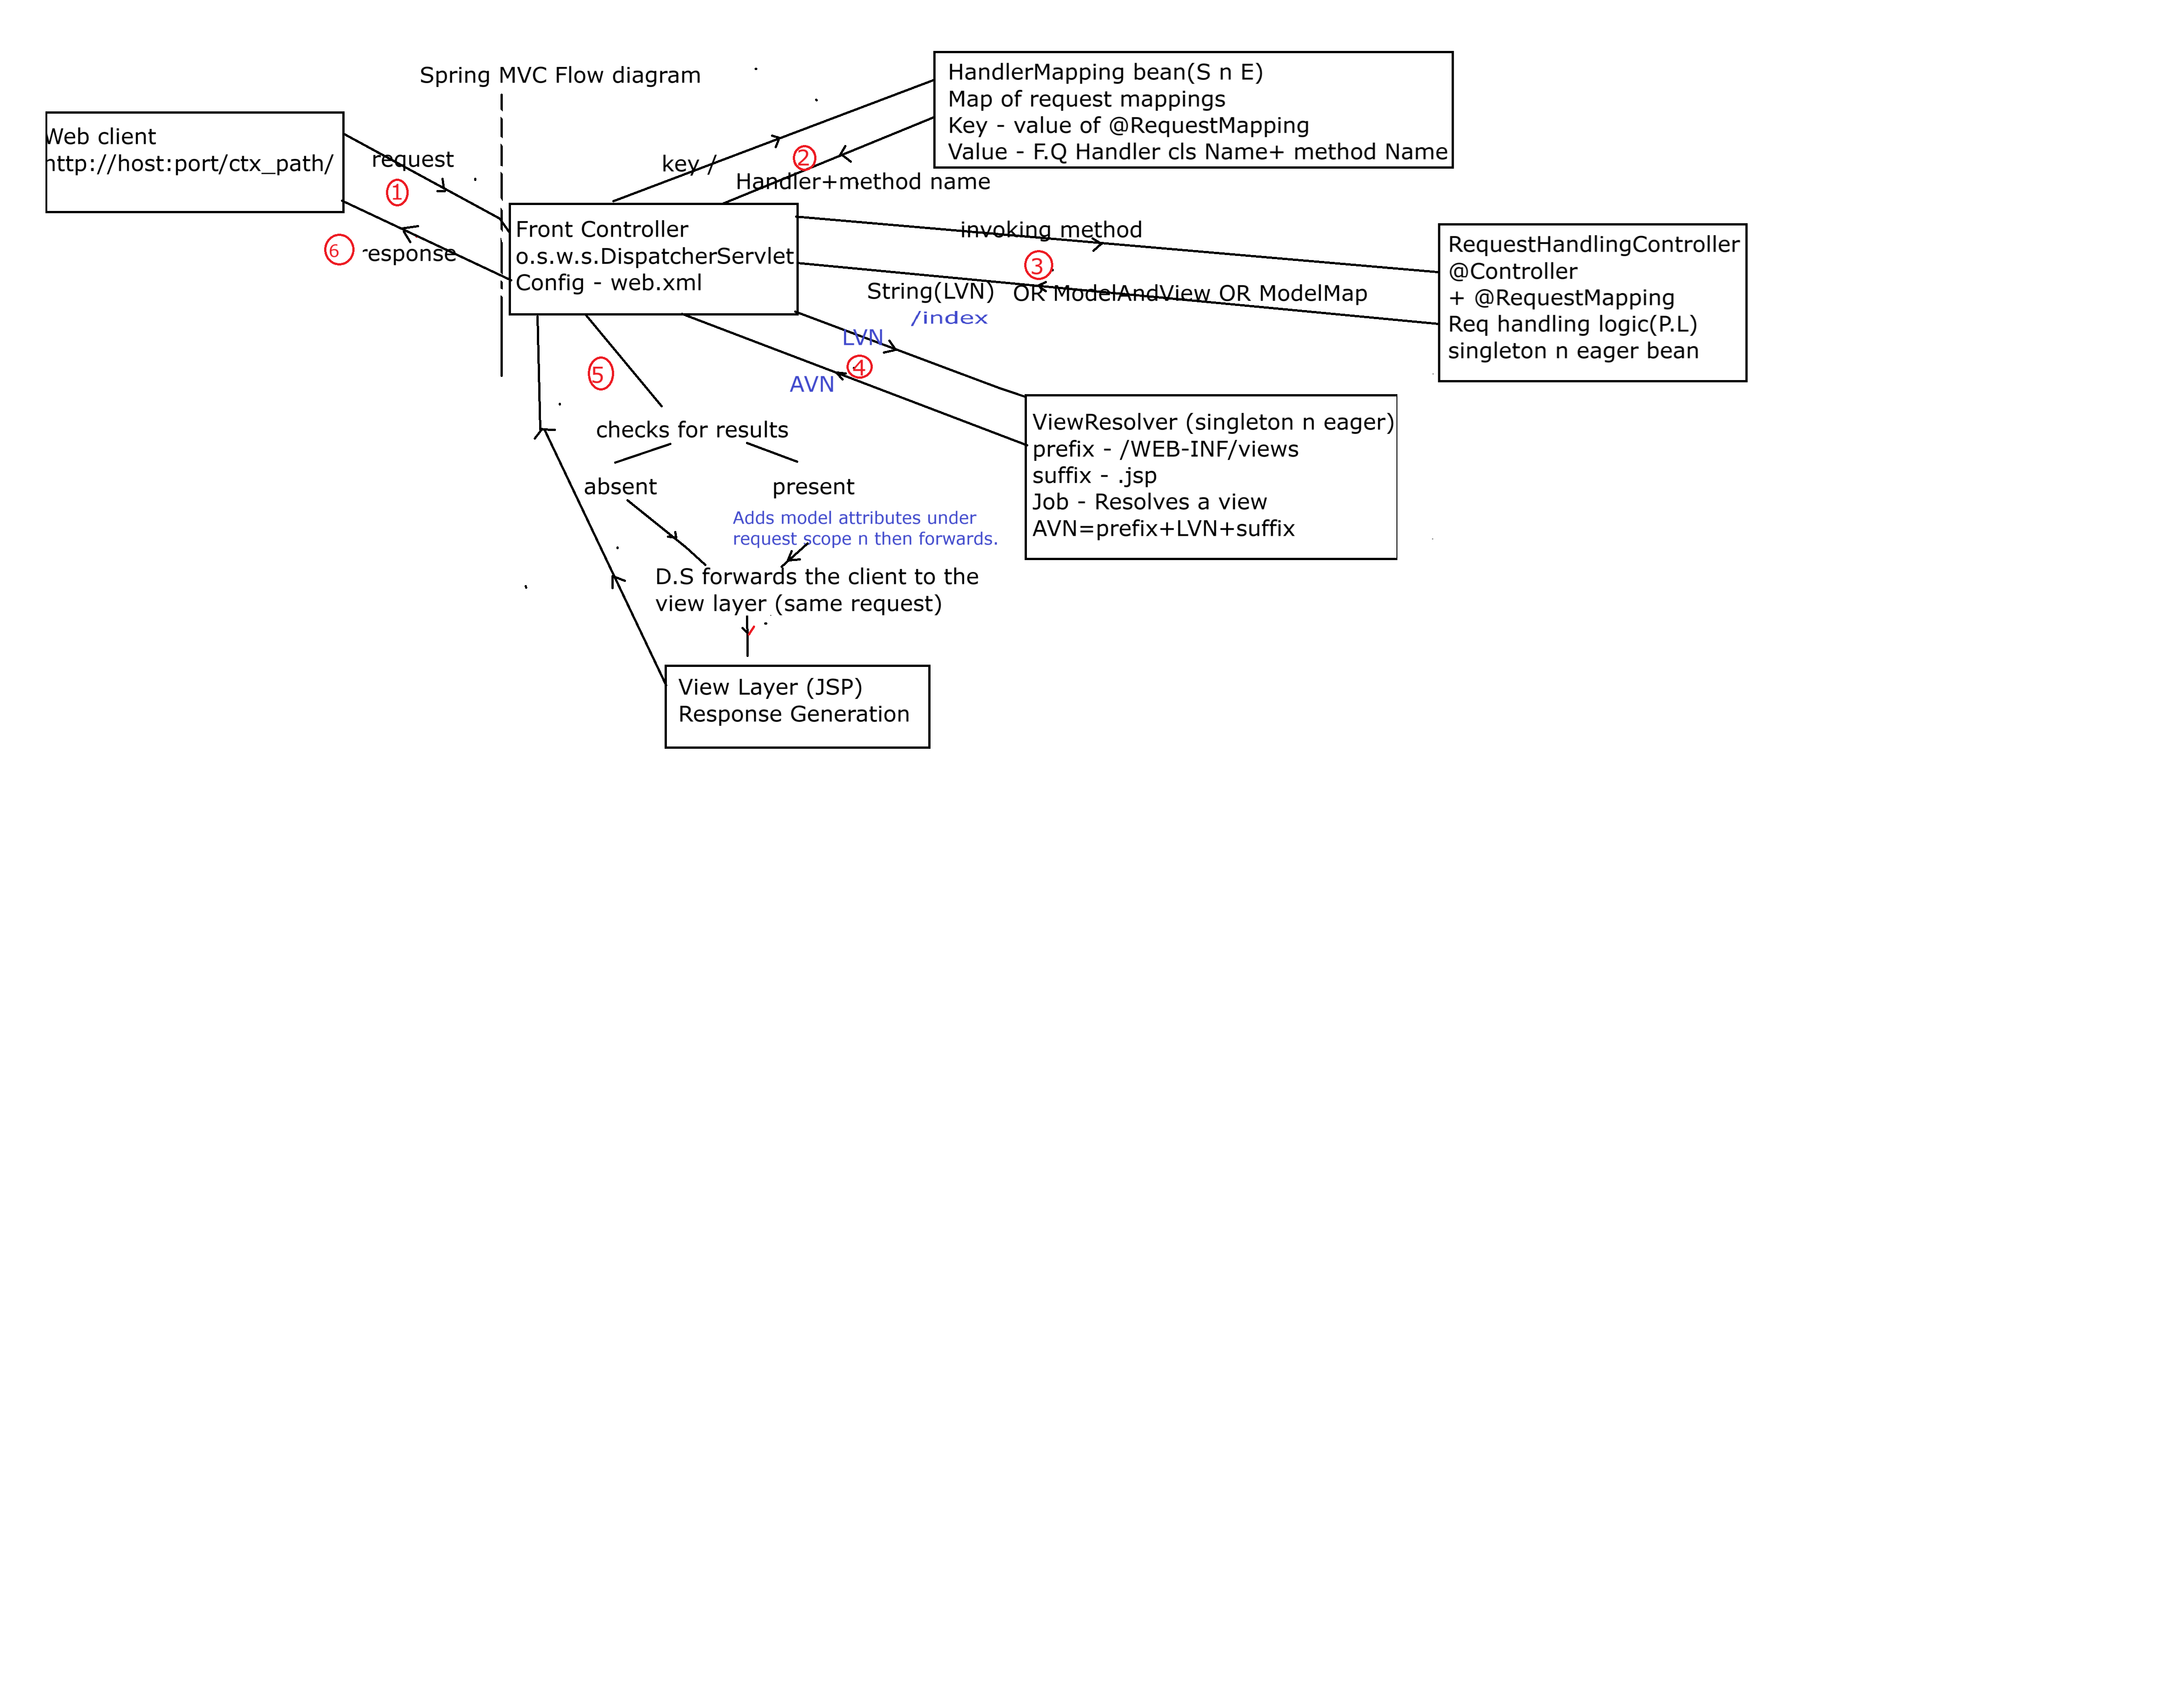 Spring MVC Flow diagram
Web client
http://host:port/ctx_path/
request
1
6
response
HandlerMapping bean(S n E)
Map of request mappings
Key - value of @RequestMapping
Value - F.Q Handler cls Name+ method Name
key /
2
Handler+method name
Front Controller
o.s.w.s.DispatcherServlet
Config - web.xml
invoking method
3
String(LVN) OR ModelAndView OR ModelMap
/index
RequestHandlingController
@Controller
+ @RequestMapping
Req handling logic(P.L)
singleton n eager bean
LVN
4
AVN
ViewResolver (singleton n eager)
prefix - /WEB-INF/views
suffix - .jsp
Job - Resolves a view
AVN=prefix+LVN+suffix
5
checks for results
absent
present
Adds model attributes under
request scope n then forwards.
D.S forwards the client to the
view layer (same request)
View Layer (JSP)
Response Generation